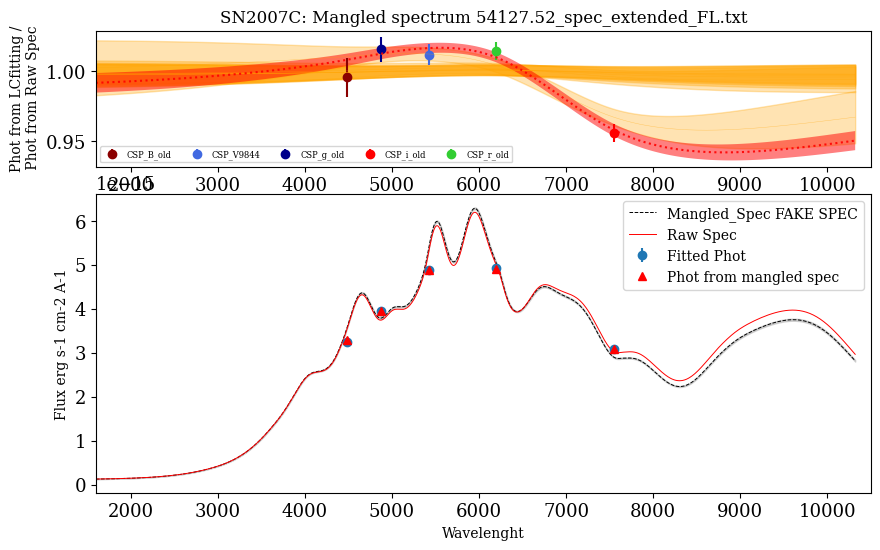 SN2007C: Mangled spectrum 54127.52_spec_extended_FL.txt
Phot from LCfitting /
Phot from Raw Spec
1.00
0.95
CSP_B_old CSP_V9844 CSP_g_old CSP_i_old CSP_r_old
2000 3000 4000 5000 6000 7000 8000 9000 10000
1e−15
Mangled_Spec FAKE SPEC
Raw Spec
Fitted Phot
Phot from mangled spec
Flux erg s-1 cm-2 A-1
6
5
4
3
2
1
0
2000 3000 4000 5000 6000 7000 8000 9000 10000
Wavelenght